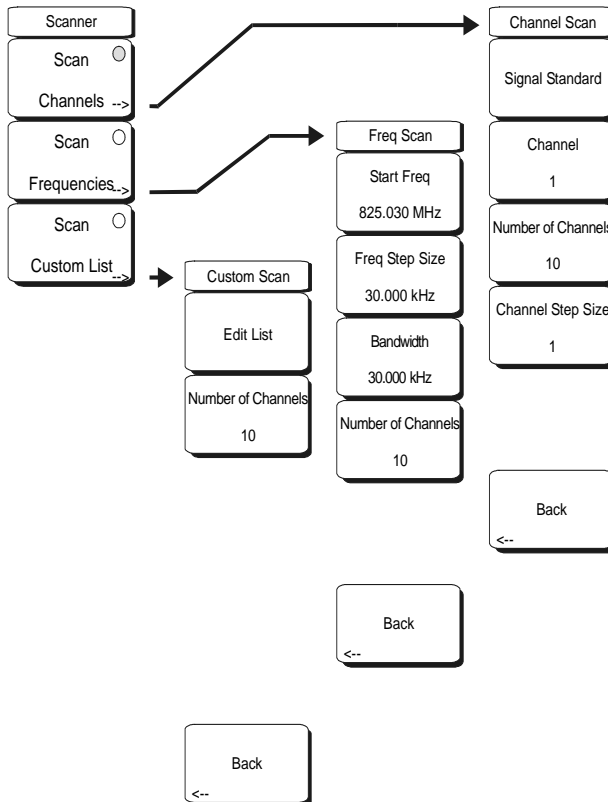 Scanner
Scan
Channels -->
Scan
Frequencies-->
Scan
Custom List-->
Custom Scan
Edit List
Number of Channels
10
Back
<--
Freq Scan
Start Freq
825.030 MHz
Freq Step Size
30.000 kHz
Bandwidth
30.000 kHz
Number of Channels
10
Back
<--
Channel Scan
Signal Standard
Channel
1
Number of Channels
10
Channel Step Size
1
Back
<--